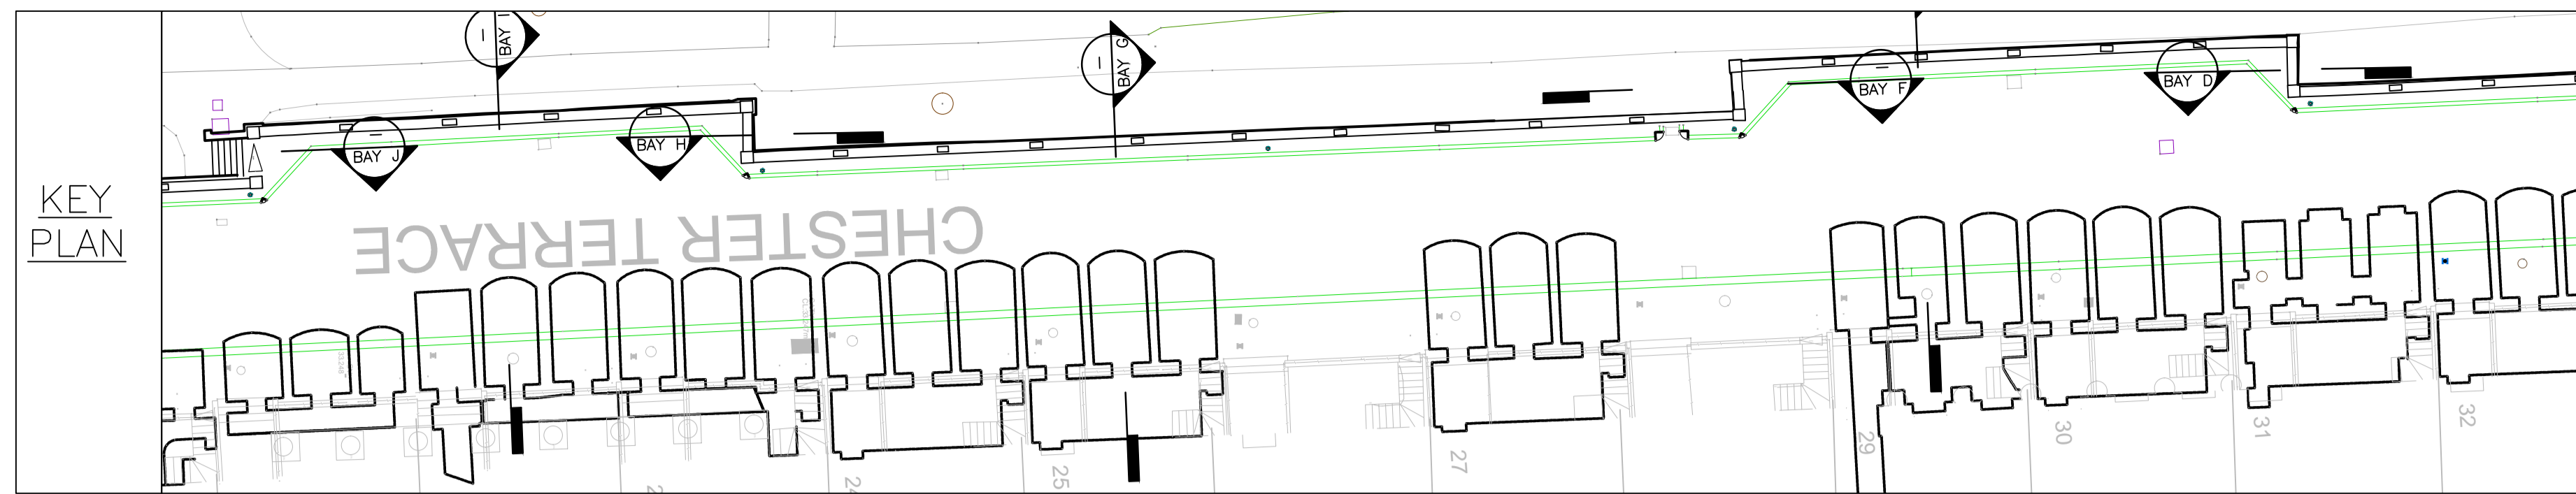 KEY
PLAN
BAY I
BAY G
BAY F
BAY D
BAY J
BAY H
CHESTER TERRACE
25
27
29
30
31
32